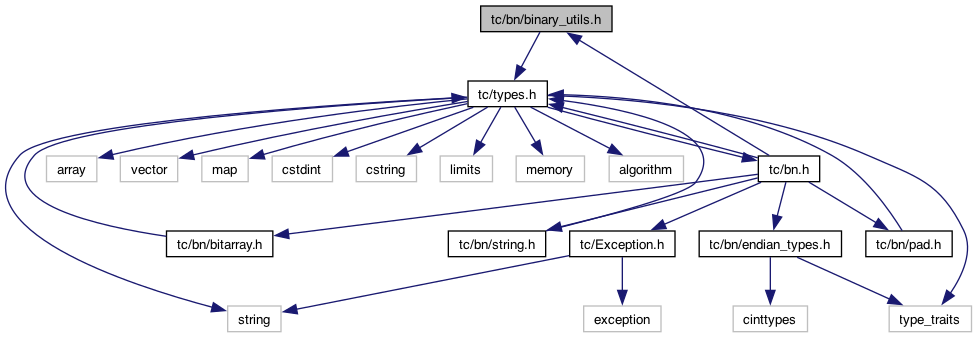 tc/bn/binary_utils.h
tc/types.h
array
vector
map
cstdint
cstring
limits
memory
algorithm
tc/bn.h
tc/bn/bitarray.h
tc/bn/string.h
tc/Exception.h
tc/bn/endian_types.h
tc/bn/pad.h
string
exception
cinttypes
type_traits